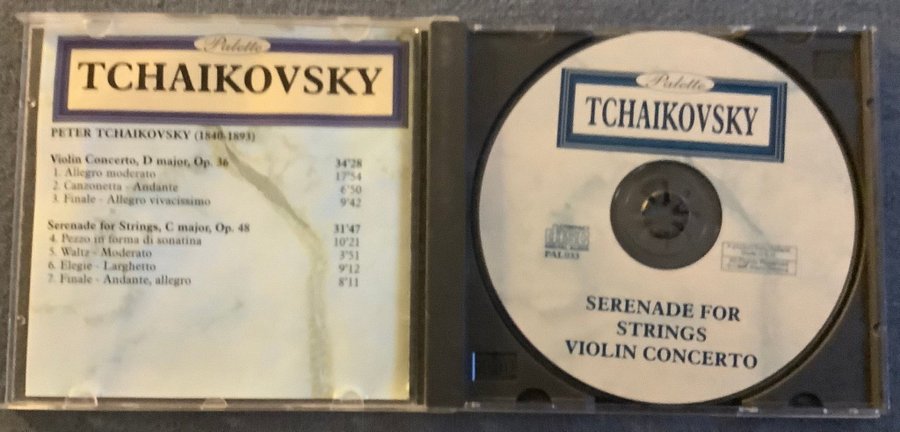 Palette
TCHAIKOVSKY
PETER TCHAIKOVSKY (1840-1893)
Violin Concerto, D major, Op. 36 34'28
1. Allegro moderato 17'54
2. Canzonetta - Andante 6'50
3. Finale - Allegro vivacissimo 9'42
Serenade for Strings, C major, Op. 48 31'47
4. Pezzo in forma di sonatina 10'21
5. Waltz - Moderato 3'51
6. Elegie - Larghetto 9'12
7. Finale - Andante, allegro 8'11
Palette
TCHAIKOVSKY
PAL033
SERENADE FOR
STRINGS
VIOLIN CONCERTO